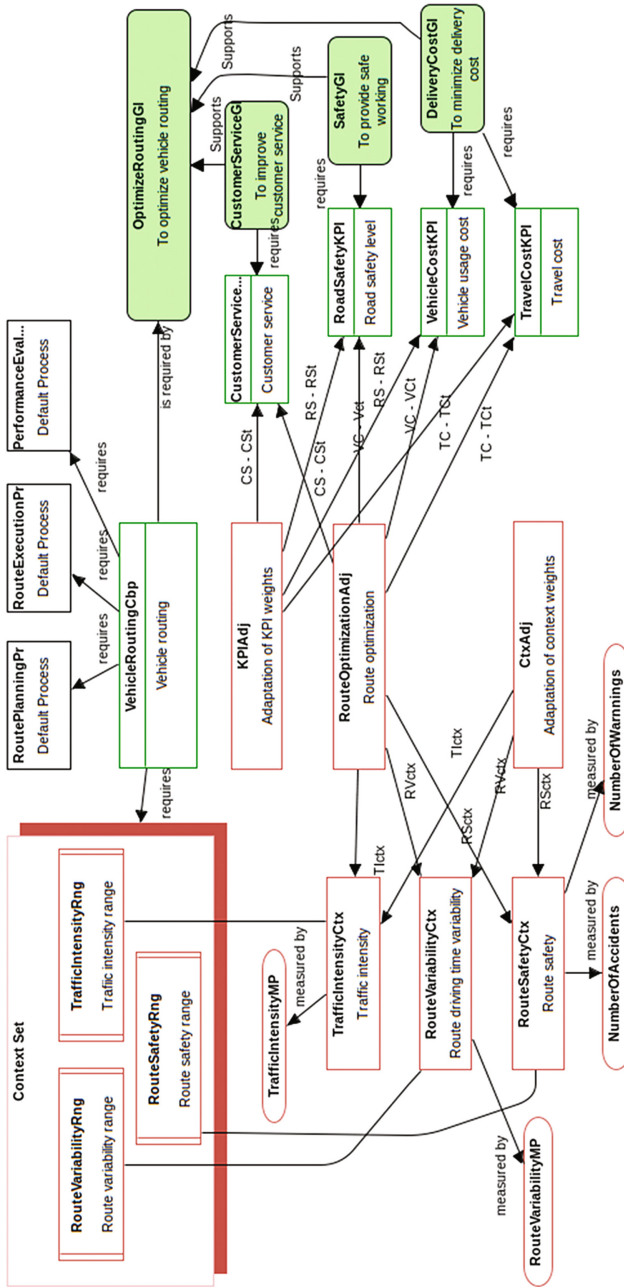 Context Set
RouteVariabilityRng
Route variability range
TrafficIntensityRng
Traffic intensity range
RouteSafetyRng
Route safety range
RoutePlanningPr
Default Process
RouteExecutionPr
Default Process
PerformanceEval...
Default Process
requires
requires
requires
requires
VehicleRoutingCbp
Vehicle routing
is required by
OptimizeRoutingGl
To optimize vehicle routing
Supports
Supports
Supports
CustomerServiceGl
To improve
customer service
SafetyGl
To provide safe
working
DeliveryCostGl
To minimize delivery
cost
requires
requires
requires
requires
CustomerService...
Customer service
RoadSafetyKPI
Road safety level
VehicleCostKPI
Vehicle usage cost
TravelCostKPI
Travel cost
CS - CSt
RS - RSt
CS - CSt
VC - Vct
RS - RSt
VC - VCt
TC - TCt
TC - TCt
KPIAdj
Adaptation of KPI weights
RouteOptimizationAdj
Route optimization
CtxAdj
Adaptation of context weights
TIctx
RVctx
RSctx
TIctx
RVctx
RSctx
TrafficIntensityMP
measured by
TrafficIntensityCtx
Traffic intensity
RouteVariabilityCtx
Route driving time variability
RouteSafetyCtx
Route safety
measured by
RouteVariabilityMP
measured by
NumberOfAccidents
measured by
NumberOfWarnnings